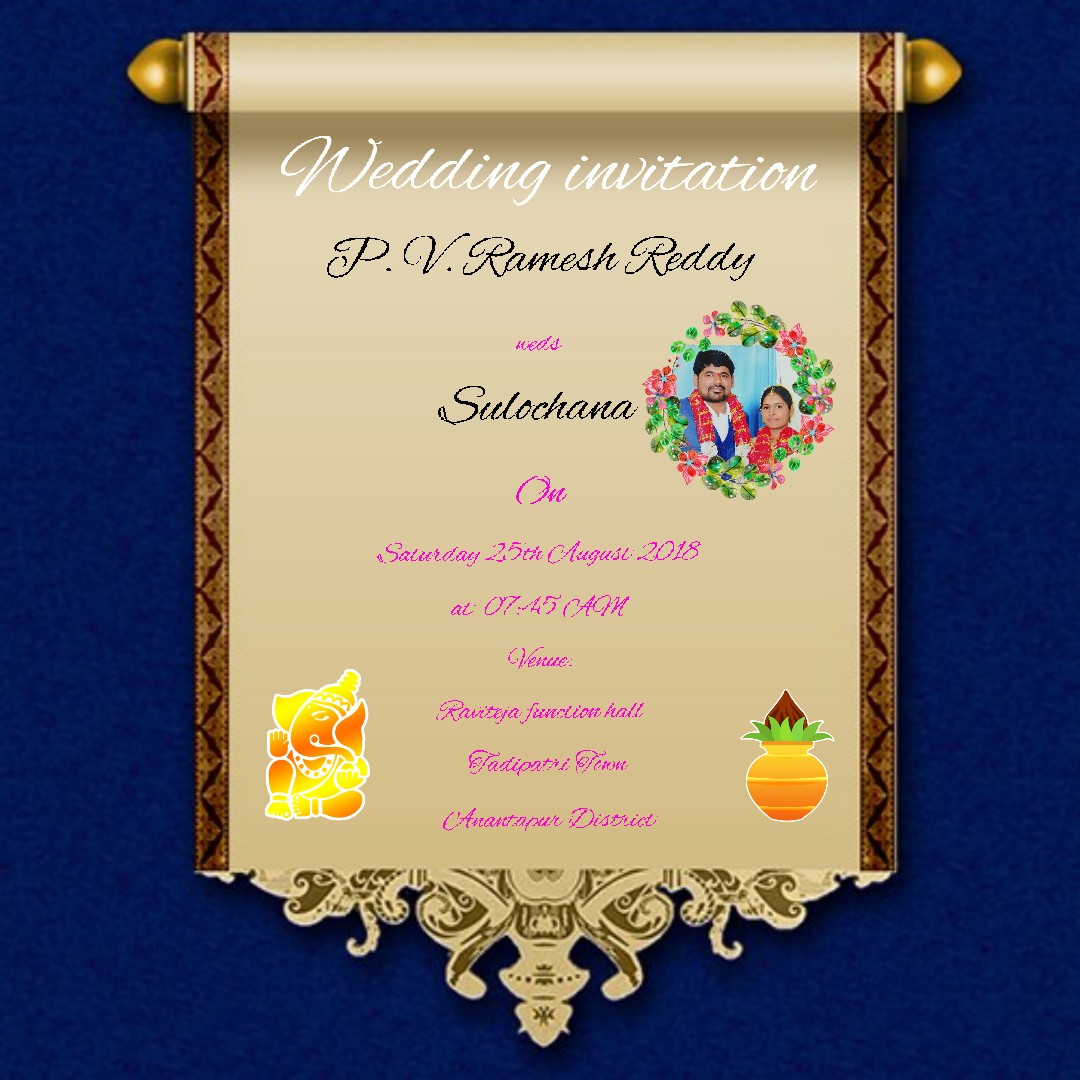 Wedding invitation
P. V. Ramesh Reddy
weds
Sulochana
On
Saturday 25th August 2018
at 07:45 AM
Venue:
Raviteja function hall
Tadipatri Town
Anantapur District